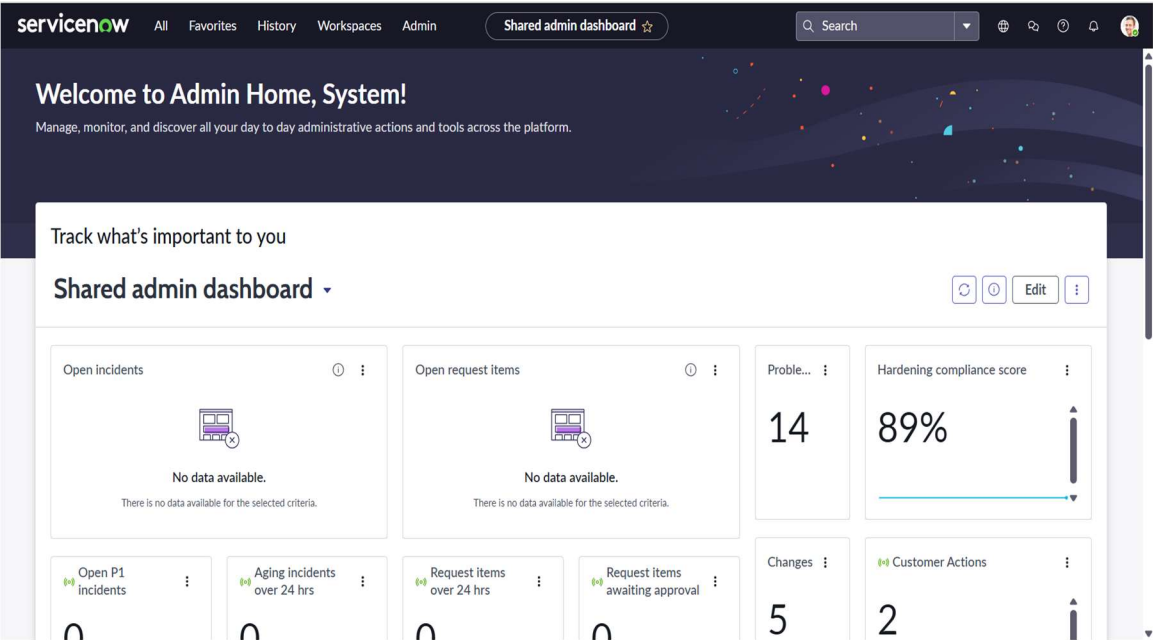 servicenow All Favorites History Workspaces Admin Shared admin dashboard Search
Welcome to Admin Home, System!
Manage, monitor, and discover all your day to day administrative actions and tools across the platform.
Track what's important to you
Shared admin dashboard
Edit
Open incidents
No data available.
There is no data available for the selected criteria.
Open request items
No data available.
There is no data available for the selected criteria.
Proble...
14
Hardening compliance score
89%
Open P1
incidents
0
Aging incidents
over 24 hrs
0
Request items
over 24 hrs
0
Request items
awaiting approval
0
Changes
5
Customer Actions
2